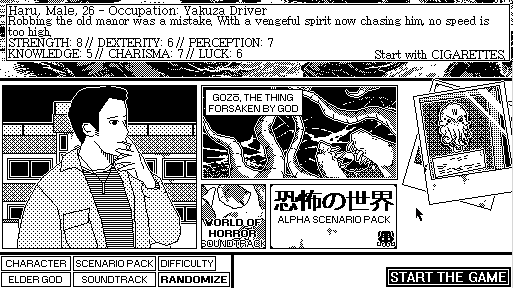 Haru, Male, 26 - Occupation: Yakuza Driver
Robbing the old manor was a mistake. With a vengeful spirit now chasing him, no speed is
too high.
STRENGTH: 8 // DEXTERITY: 6 // PERCEPTION: 7
KNOWLEDGE: 5 // CHARISMA: 7 // LUCK: 6
Start with CIGARETTES
GOZŌ, THE THING
FORSAKEN BY GOD
WORLD OF
HORROR
SOUNDTRACK
恐怖の世界
ALPHA SCENARIO PACK
CHARACTER
SCENARIO PACK
DIFFICULTY
ELDER GOD
SOUNDTRACK
RANDOMIZE
START THE GAME